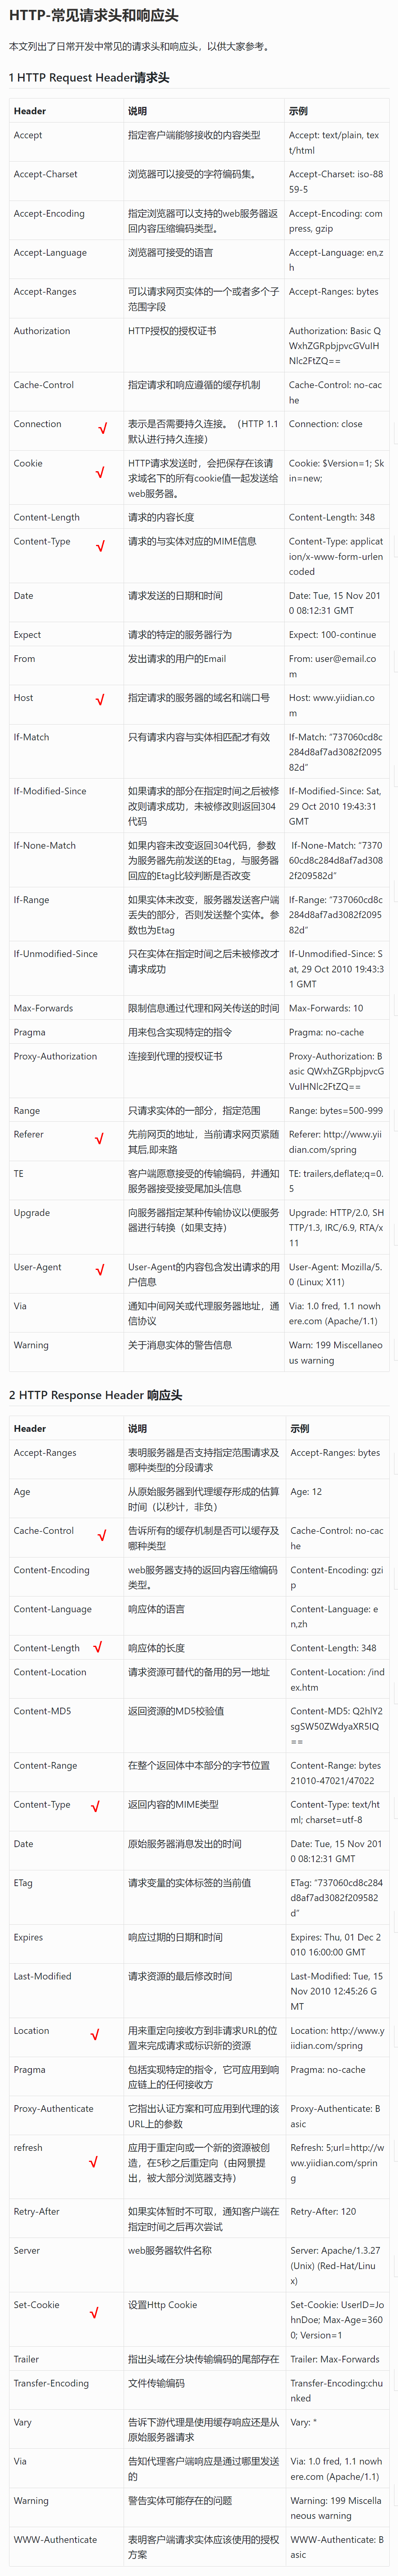 HTTP-常见请求头和响应头
本文列出了日常开发中常见的请求头和响应头，以供大家参考。
1 HTTP Request Header请求头
Header 说明 示例
Accept 指定客户端能够接收的内容类型 Accept: text/plain, tex
t/html
Accept-Charset 浏览器可以接受的字符编码集。 Accept-Charset: iso-88
59-5
Accept-Encoding 指定浏览器可以支持的web服务器返 Accept-Encoding: com
回内容压缩编码类型。 press, gzip
Accept-Language 浏览器可接受的语言 Accept-Language: en,z
h
Accept-Ranges 可以请求网页实体的一个或者多个子 Accept-Ranges: bytes
范围字段
Authorization HTTP授权的授权证书 Authorization: Basic Q
WxhZGRpbjpvcGVuIH
Nlc2FtZQ==
Cache-Control 指定请求和响应遵循的缓存机制 Cache-Control: no-cac
he
Connection √ 表示是否需要持久连接。（HTTP 1.1 Connection: close
默认进行持久连接）
Cookie √ HTTP请求发送时，会把保存在该请 Cookie: $Version=1; Sk
求域名下的所有cookie值一起发送给 in=new;
web服务器。
Content-Length 请求的内容长度 Content-Length: 348
Content-Type √ 请求的与实体对应的MIME信息 Content-Type: applicat
ion/x-www-form-urlen
coded
Date 请求发送的日期和时间 Date: Tue, 15 Nov 201
0 08:12:31 GMT
Expect 请求的特定的服务器行为 Expect: 100-continue
From 发出请求的用户的Email From: user@email.co
m
Host √ 指定请求的服务器的域名和端口号 Host: www.yiidian.co
m
If-Match 只有请求内容与实体相匹配才有效 If-Match: “737060cd8c
284d8af7ad3082f2095
82d”
If-Modified-Since 如果请求的部分在指定时间之后被修 If-Modified-Since: Sat,
改则请求成功，未被修改则返回304 29 Oct 2010 19:43:31
代码 GMT
If-None-Match 如果内容未改变返回304代码，参数 If-None-Match: “7370
为服务器先前发送的Etag，与服务器 60cd8c284d8af7ad308
回应的Etag比较判断是否改变 2f209582d”
If-Range 如果实体未改变，服务器发送客户端 If-Range: “737060cd8c
丢失的部分，否则发送整个实体。参 284d8af7ad3082f2095
数也为Etag 82d”
If-Unmodified-Since 只在实体在指定时间之后未被修改才 If-Unmodified-Since: S
请求成功 at, 29 Oct 2010 19:43:3
1 GMT
Max-Forwards 限制信息通过代理和网关传送的时间 Max-Forwards: 10
Pragma 用来包含实现特定的指令 Pragma: no-cache
Proxy-Authorization 连接到代理的授权证书 Proxy-Authorization: B
asic QWxhZGRpbjpvcG
VuIHNlc2FtZQ==
Range 只请求实体的一部分，指定范围 Range: bytes=500-999
Referer √ 先前网页的地址，当前请求网页紧随 Referer: http://www.yii
其后,即来路 dian.com/spring
TE 客户端愿意接受的传输编码，并通知 TE: trailers,deflate;q=0.
服务器接受接受尾加头信息 5
Upgrade 向服务器指定某种传输协议以便服务 Upgrade: HTTP/2.0, SH
器进行转换（如果支持） TTP/1.3, IRC/6.9, RTA/x
11
User-Agent √ User-Agent的内容包含发出请求的用 User-Agent: Mozilla/5.
户信息 0 (Linux; X11)
Via 通知中间网关或代理服务器地址，通 Via: 1.0 fred, 1.1 nowh
信协议 ere.com (Apache/1.1)
Warning 关于消息实体的警告信息 Warn: 199 Miscellaneo
us warning
2 HTTP Response Header 响应头
Header 说明 示例
Accept-Ranges 表明服务器是否支持指定范围请求及 Accept-Ranges: bytes
哪种类型的分段请求
Age 从原始服务器到代理缓存形成的估算 Age: 12
时间（以秒计，非负）
Cache-Control √ 告诉所有的缓存机制是否可以缓存及 Cache-Control: no-cac
哪种类型 he
Content-Encoding web服务器支持的返回内容压缩编码 Content-Encoding: gzi
类型。 p
Content-Language 响应体的语言 Content-Language: e
n,zh
Content-Length √ 响应体的长度 Content-Length: 348
Content-Location 请求资源可替代的备用的另一地址 Content-Location: /ind
ex.htm
Content-MD5 返回资源的MD5校验值 Content-MD5: Q2hlY2
sgSW50ZWdyaXR5IQ
==
Content-Range 在整个返回体中本部分的字节位置 Content-Range: bytes
21010-47021/47022
Content-Type √ 返回内容的MIME类型 Content-Type: text/ht
ml; charset=utf-8
Date 原始服务器消息发出的时间 Date: Tue, 15 Nov 201
0 08:12:31 GMT
ETag 请求变量的实体标签的当前值 ETag: “737060cd8c284
d8af7ad3082f209582
d”
Expires 响应过期的日期和时间 Expires: Thu, 01 Dec 2
010 16:00:00 GMT
Last-Modified 请求资源的最后修改时间 Last-Modified: Tue, 15
Nov 2010 12:45:26 G
MT
Location √ 用来重定向接收方到非请求URL的位 Location: http://www.y
置来完成请求或标识新的资源 iidian.com/spring
Pragma 包括实现特定的指令，它可应用到响 Pragma: no-cache
应链上的任何接收方
Proxy-Authenticate 它指出认证方案和可应用到代理的该 Proxy-Authenticate: B
URL上的参数 asic
refresh √ 应用于重定向或一个新的资源被创 Refresh: 5;url=http://w
造，在5秒之后重定向（由网景提 ww.yiidian.com/sprin
出，被大部分浏览器支持） g
Retry-After 如果实体暂时不可取，通知客户端在 Retry-After: 120
指定时间之后再次尝试
Server web服务器软件名称 Server: Apache/1.3.27
(Unix) (Red-Hat/Linu
x)
Set-Cookie √ 设置Http Cookie Set-Cookie: UserID=Jo
hnDoe; Max-Age=360
0; Version=1
Trailer 指出头域在分块传输编码的尾部存在 Trailer: Max-Forwards
Transfer-Encoding 文件传输编码 Transfer-Encoding:chu
nked
Vary 告诉下游代理是使用缓存响应还是从 Vary: *
原始服务器请求
Via 告知代理客户端响应是通过哪里发送 Via: 1.0 fred, 1.1 nowh
的 ere.com (Apache/1.1)
Warning 警告实体可能存在的问题 Warning: 199 Miscella
neous warning
WWW-Authenticate 表明客户端请求实体应该使用的授权 WWW-Authenticate: B
方案 asic